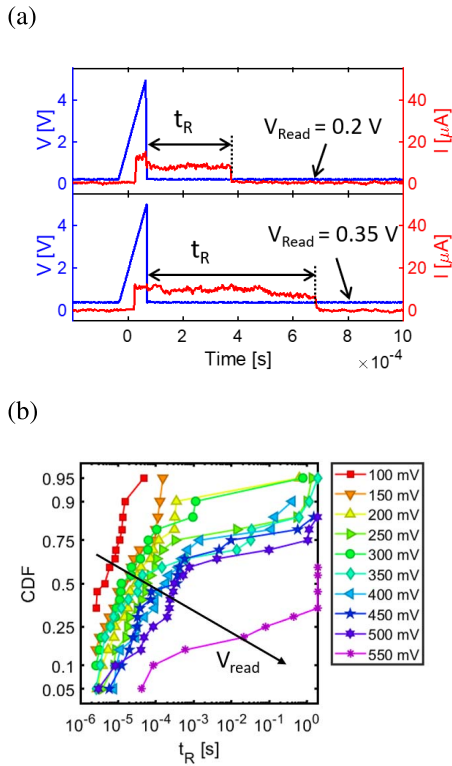 (a)
V [V]
4
2
0
t_R
V_Read = 0.2 V
40
20
0
I [μA]
V [V]
4
2
0
t_R
V_Read = 0.35 V
40
20
0
I [μA]
0 2 4 6 8 10
Time [s]
×10^-4
(b)
CDF
0.95
0.9
0.75
0.5
0.25
0.1
0.05
V_read
10^-6 10^-5 10^-4 10^-3 10^-2 10^-1 10^0
t_R [s]
100 mV
150 mV
200 mV
250 mV
300 mV
350 mV
400 mV
450 mV
500 mV
550 mV